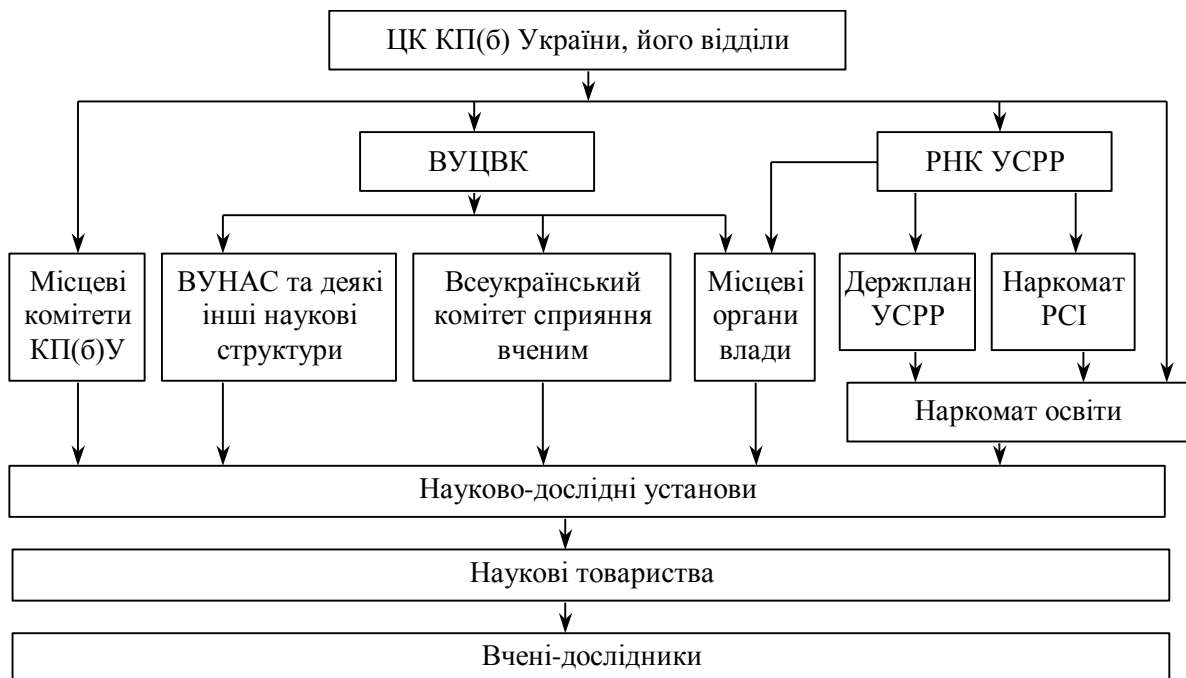 ЦК КП(б) України, його відділи
ВУЦВК
РНК УСРР
Місцеві
комітети
КП(б)У
ВУНАС та деякі
інші наукові
структури
Всеукраїнський
комітет сприяння
вченим
Місцеві
органи
влади
Держплан
УСРР
Наркомат
РСІ
Наркомат освіти
Науково-дослідні установи
Наукові товариства
Вчені-дослідники